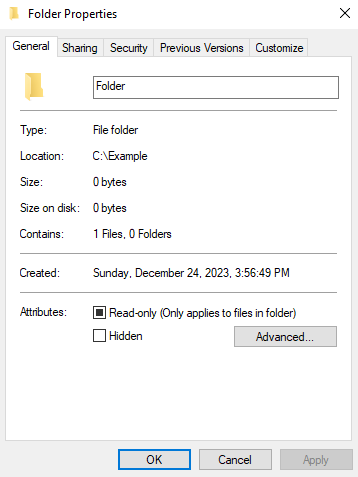 Folder Properties
General Sharing Security Previous Versions Customize
Folder
Type: File folder
Location: C:\Example
Size: 0 bytes
Size on disk: 0 bytes
Contains: 1 Files, 0 Folders
Created: Sunday, December 24, 2023, 3:56:49 PM
Attributes: Read-only (Only applies to files in folder)
Hidden Advanced...
OK Cancel Apply